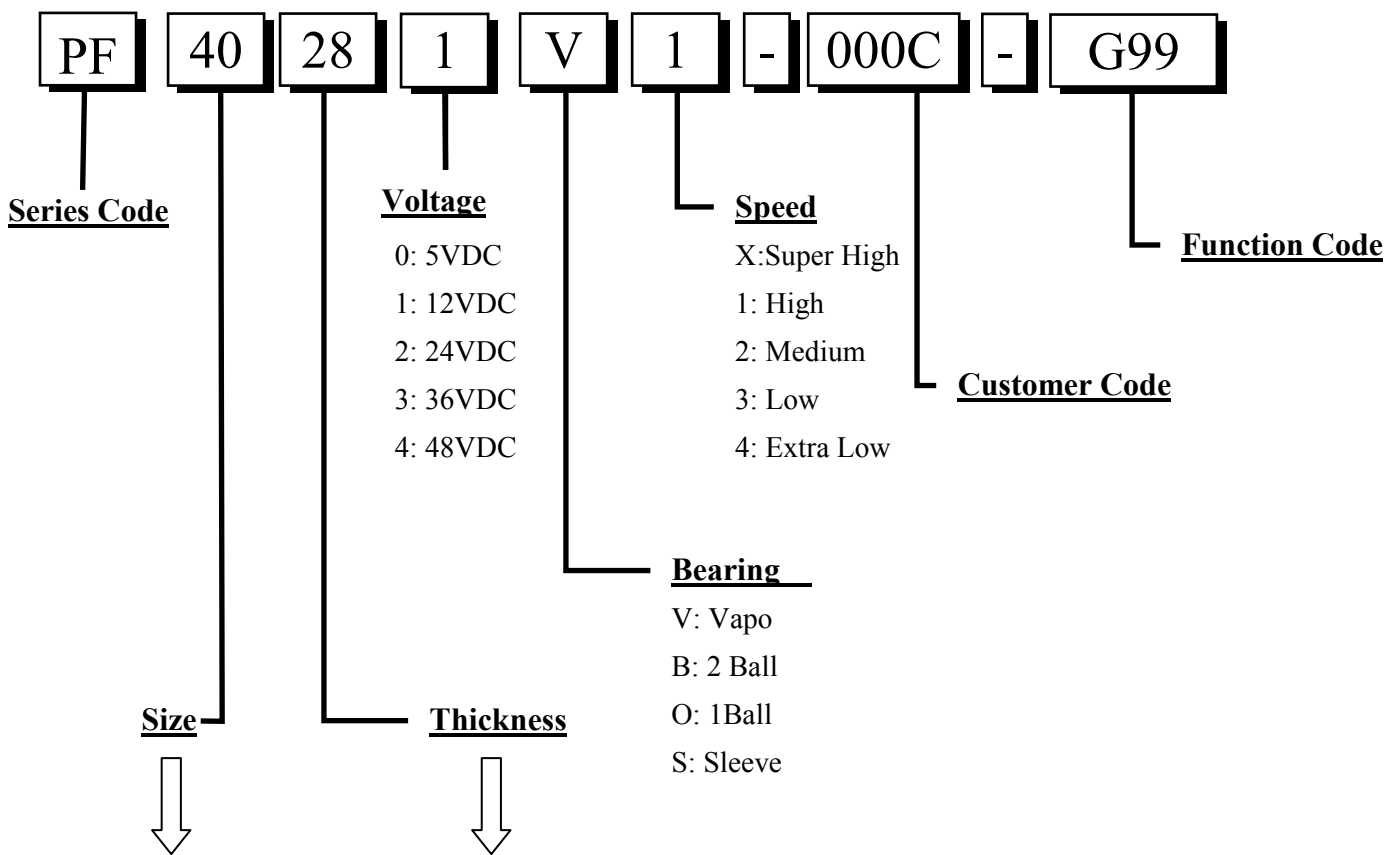 PF 40 28 1 V 1 - 000C - G99
Series Code
Voltage
0: 5VDC
1: 12VDC
2: 24VDC
3: 36VDC
4: 48VDC
Speed
X:Super High
1: High
2: Medium
3: Low
4: Extra Low
Function Code
Customer Code
Bearing
V: Vapo
B: 2 Ball
O: 1Ball
S: Sleeve
Size
Thickness